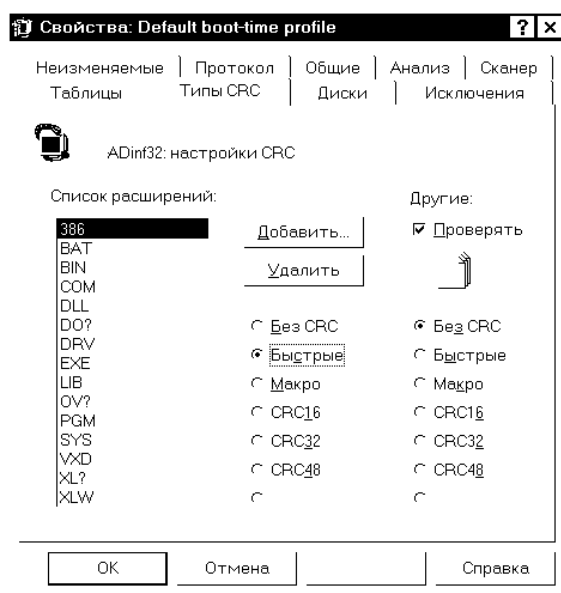 Свойства: Default boot-time profile ? ×
Неизменяемые Протокол Общие Анализ Сканер
Таблицы Типы CRC Диски Исключения
ADinf32: настройки CRC
Список расширений:
386
BAT
BIN
COM
DLL
DO?
DRV
EXE
LIB
OV?
PGM
SYS
VXD
XL?
XLW
Добавить...
Удалить
Без CRC
Быстрые
Макро
CRC16
CRC32
CRC48
Другие:
Проверять
Без CRC
Быстрые
Макро
CRC16
CRC32
CRC48
OK Отмена Справка